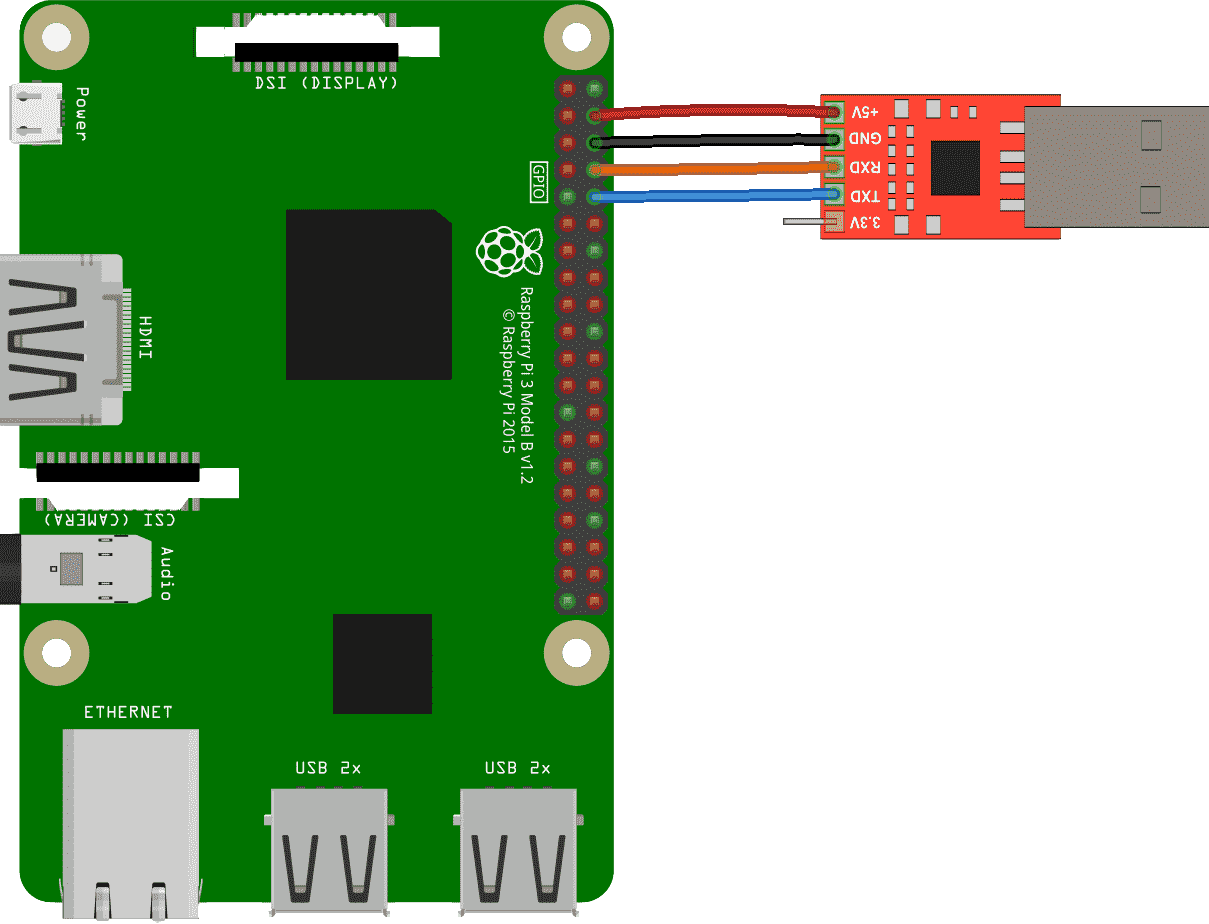 DSI (DISPLAY)
Power
+5V
GND
RXD
TXD
3.3V
GPIO
Raspberry Pi 3 Model B v1.2
© Raspberry Pi 2015
HDMI
CSI (CAMERA)
Audio
ETHERNET
USB 2x
USB 2x